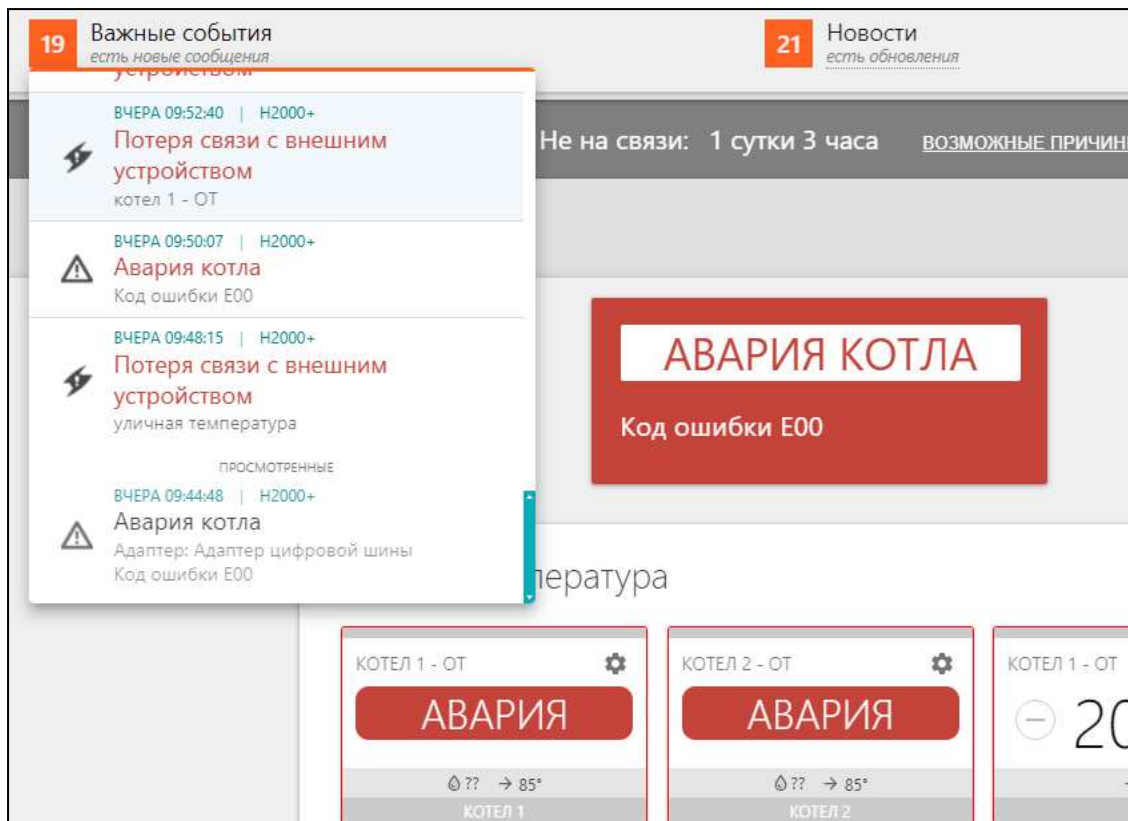 19
Важные события
есть новые сообщения
21
Новости
есть обновления
устройством
ВЧЕРА 09:52:40 | H2000+
Потеря связи с внешним
устройством
котел 1 - ОТ
Не на связи: 1 сутки 3 часа
ВОЗМОЖНЫЕ ПРИЧИН
ВЧЕРА 09:50:07 | H2000+
Авария котла
Код ошибки E00
ВЧЕРА 09:48:15 | H2000+
Потеря связи с внешним
устройством
уличная температура
ПРОСМОТРЕННЫЕ
ВЧЕРА 09:44:48 | H2000+
Авария котла
Адаптер: Адаптер цифровой шины
Код ошибки E00
АВАРИЯ КОТЛА
Код ошибки E00
пература
КОТЕЛ 1 - ОТ
АВАРИЯ
?? → 85°
КОТЕЛ 1
КОТЕЛ 2 - ОТ
АВАРИЯ
?? → 85°
КОТЕЛ 2
КОТЕЛ 1 - ОТ
20